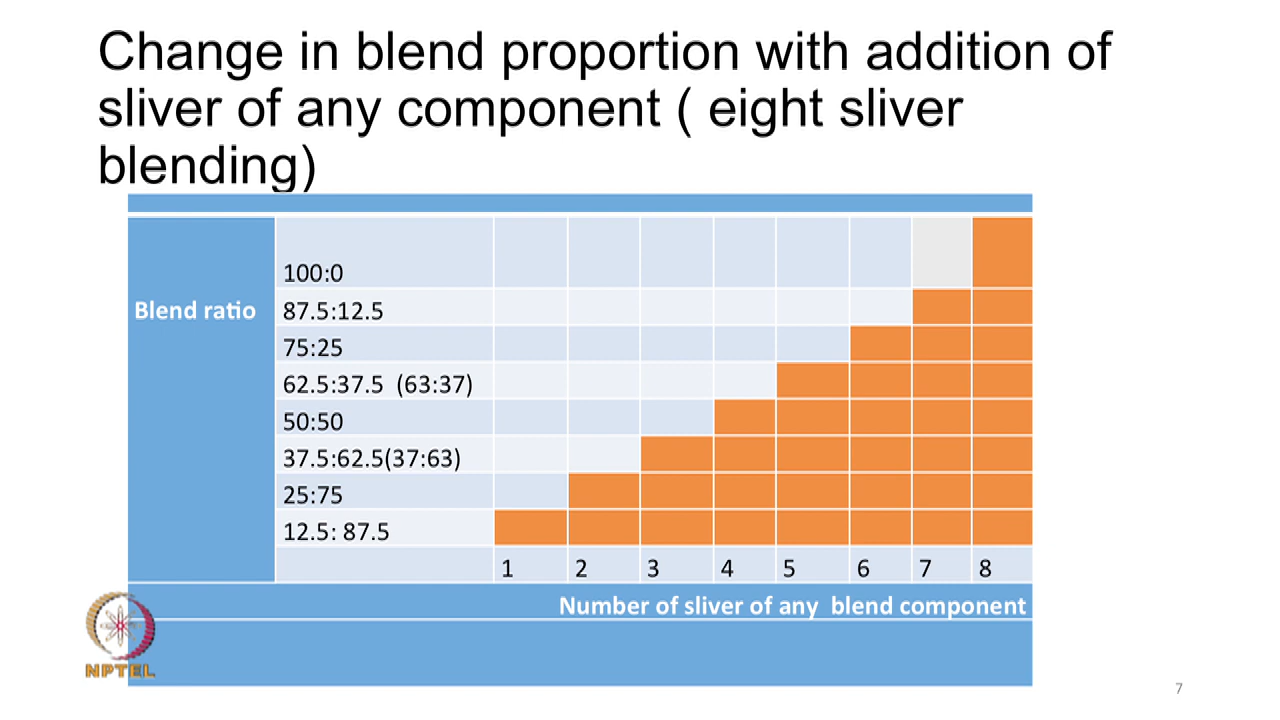 Change in blend proportion with addition of
sliver of any component ( eight sliver
blending)
100:0
Blend ratio
87.5:12.5
75:25
62.5:37.5 (63:37)
50:50
37.5:62.5(37:63)
25:75
12.5: 87.5
1 2 3 4 5 6 7 8
Number of sliver of any blend component
NPTEL
7